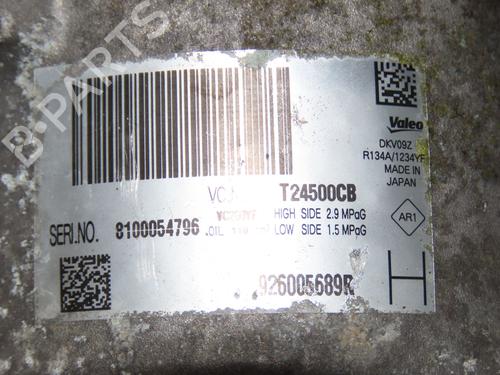 B-PARTS
Valeo
DKV09Z
R134A/1234YF
MADE IN
JAPAN
T24500CB
HIGH SIDE 2.9 MPaG
SERI.NO. 8100054796 .OIL LOW SIDE 1.5 MPaG
AR1
926005689R
H